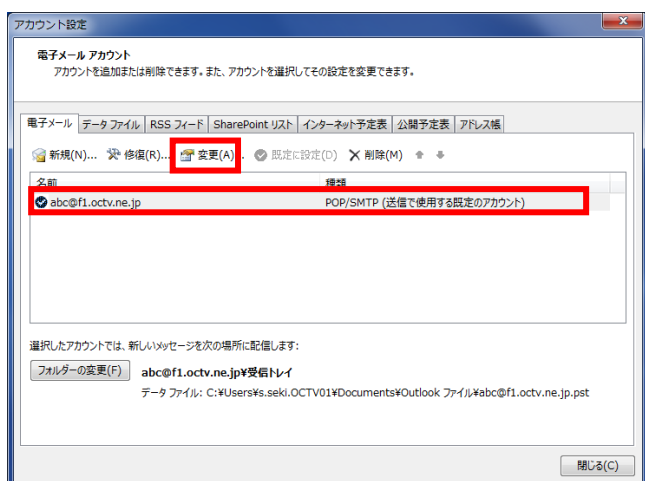 アカウント設定
電子メール アカウント
アカウントを追加または削除できます。また、アカウントを選択してその設定を変更できます。
電子メール データ ファイル RSS フィード SharePoint リスト インターネット予定表 公開予定表 アドレス帳
新規(N)... 修復(R)... 変更(A)... 既定に設定(D) 削除(M)
名前 種類
abc@f1.octv.ne.jp POP/SMTP (送信で使用する既定のアカウント)
選択したアカウントでは、新しいメッセージを次の場所に配信します:
フォルダーの変更(F) abc@f1.octv.ne.jp¥受信トレイ
データ ファイル: C:¥Users¥s.seki.OCTV01¥Documents¥Outlook ファイル¥abc@f1.octv.ne.jp.pst
閉じる(C)